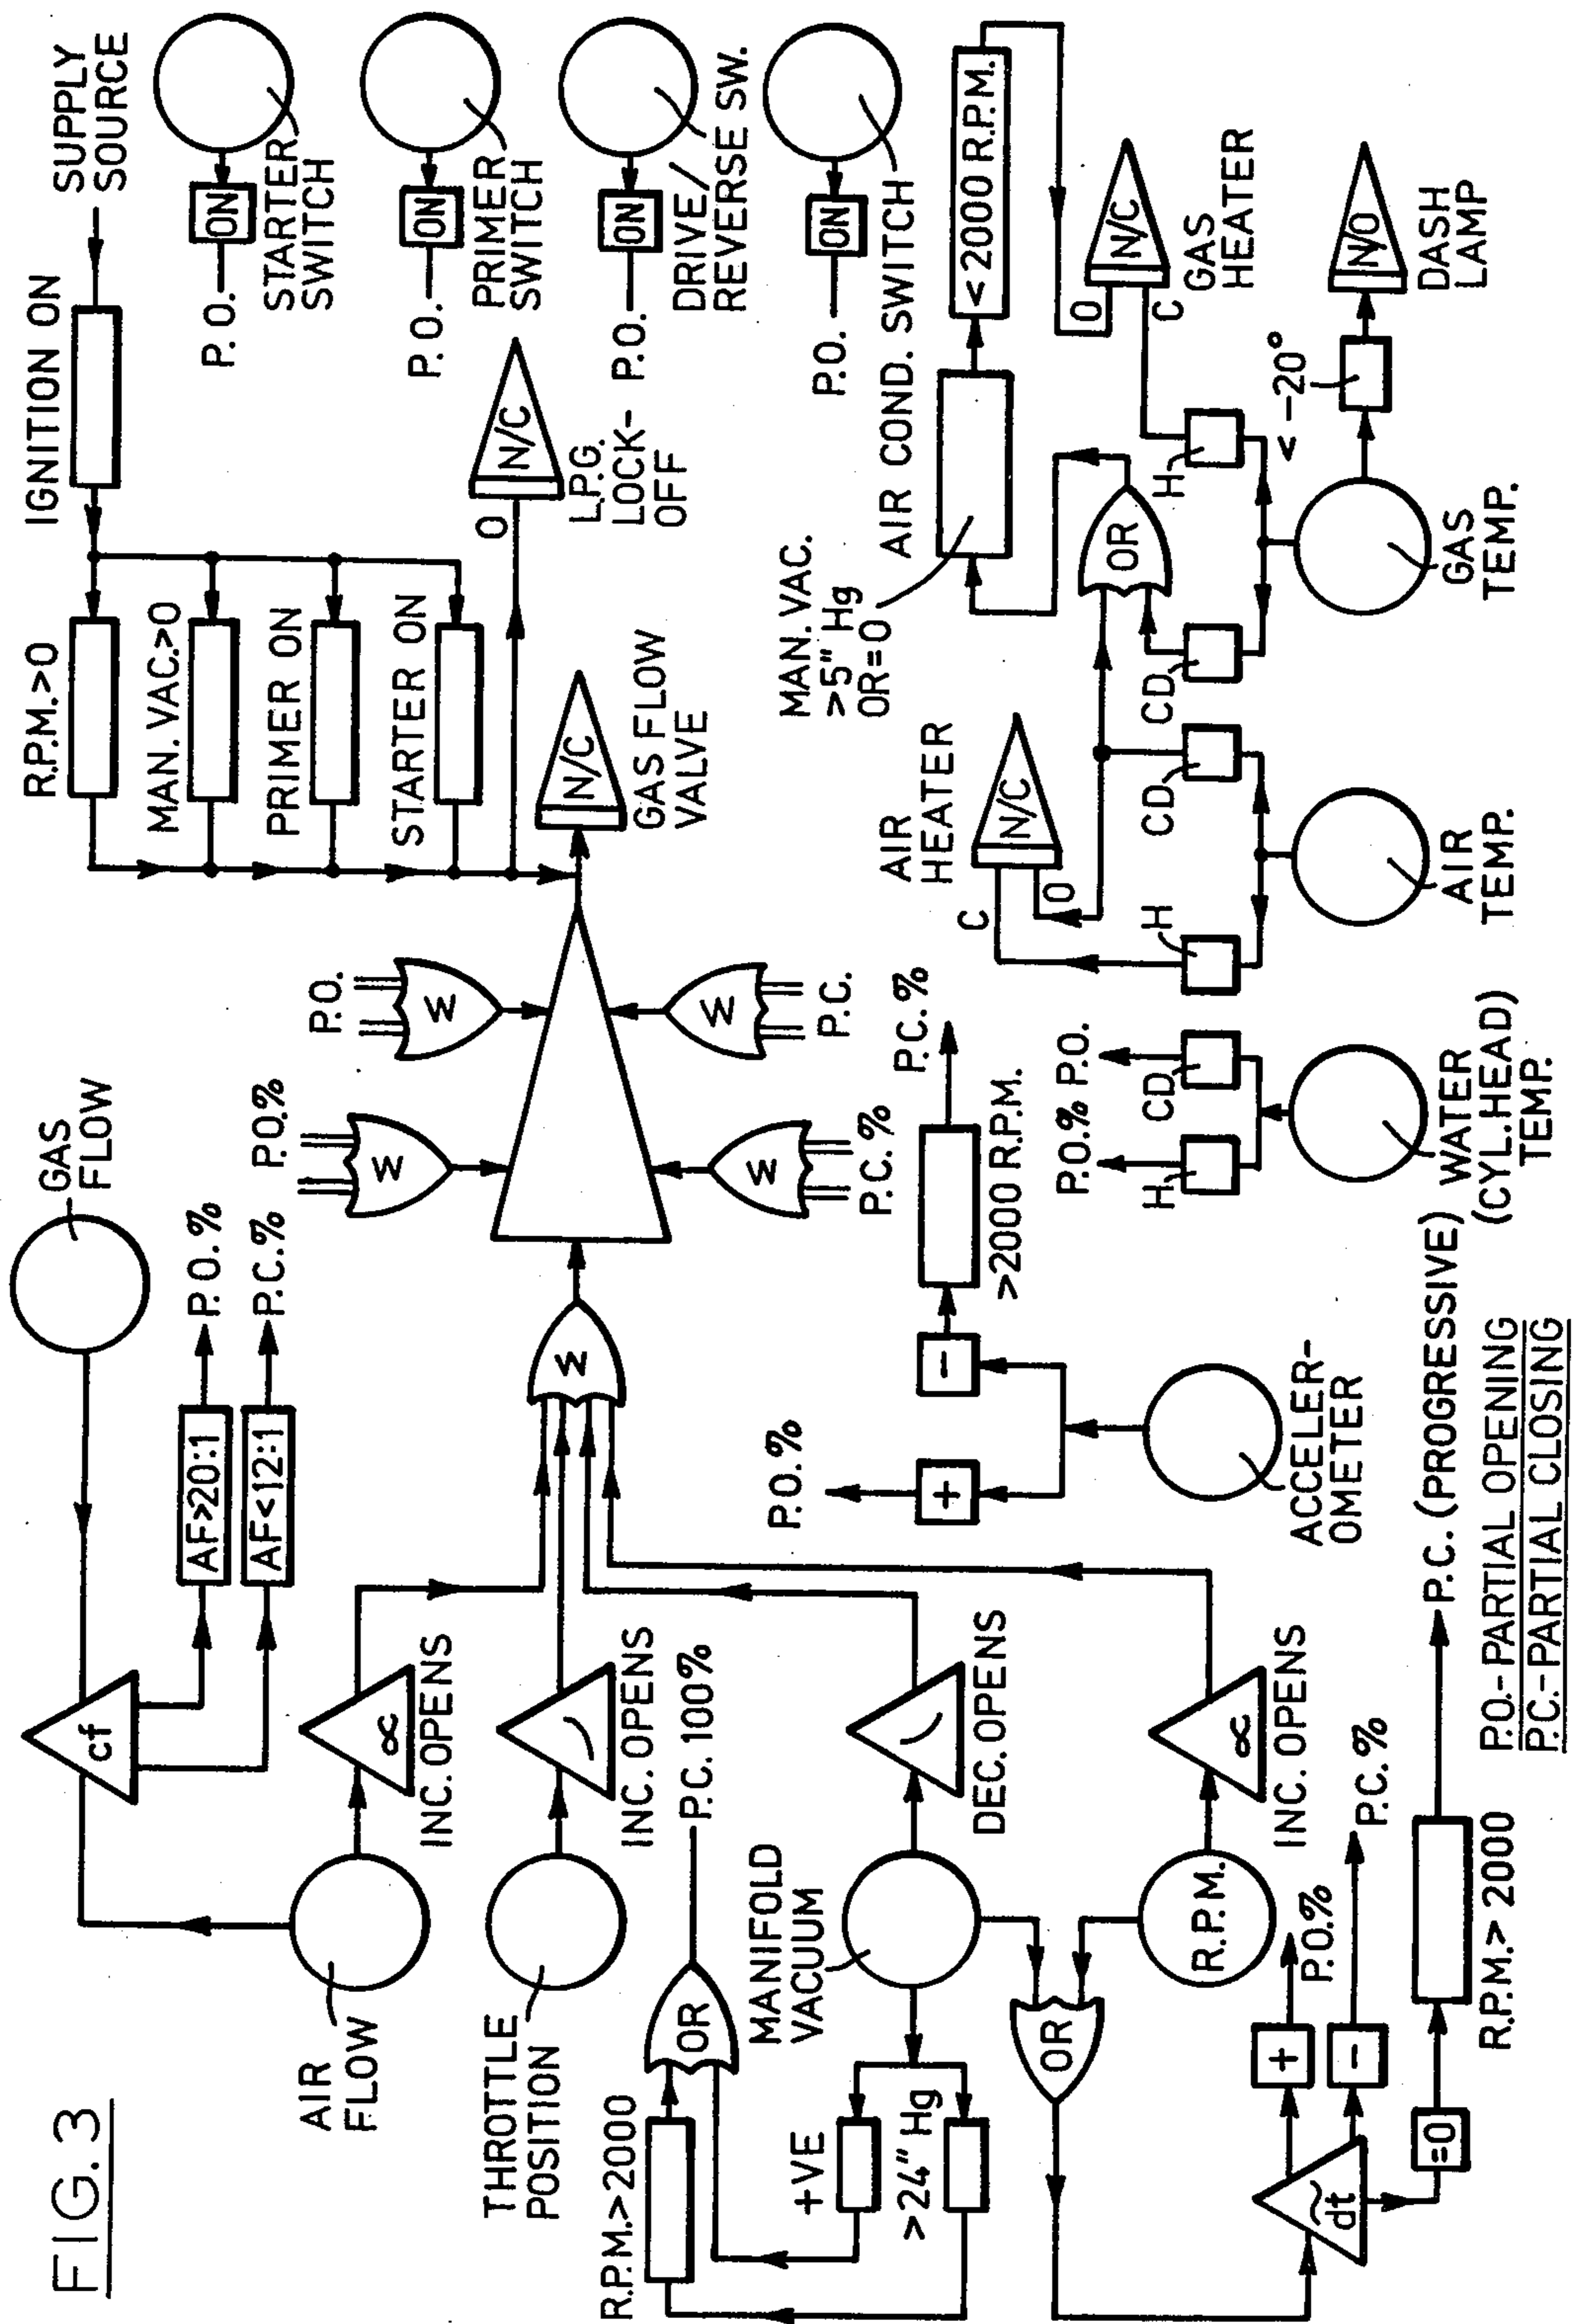 FIG. 3
GAS
FLOW
cf
AF>20:1
P.O.%
AF<12:1
P.C.%
AIR
FLOW
∝
INC. OPENS
THROTTLE
POSITION
INC. OPENS
R.P.M.>2000
OR
P.C. 100%
+VE
>24" Hg
MANIFOLD
VACUUM
DEC. OPENS
OR
R.P.M.
∝
INC. OPENS
dt
+
P.O.%
-
P.C.%
=0
R.P.M.> 2000
P.C. (PROGRESSIVE)
P.O.-PARTIAL OPENING
P.C.-PARTIAL CLOSING
P.O.%
+
-
>2000 R.P.M.
P.C.%
ACCELER-
OMETER
P.O.%
P.O.
P.C.%
P.C.
IGNITION ON
SUPPLY
SOURCE
R.P.M.>0
MAN. VAC.>0
PRIMER ON
STARTER ON
N/C
GAS FLOW
VALVE
O
N/C
L.P.G.
LOCK-
OFF
P.O.
ON
STARTER
SWITCH
P.O.
ON
PRIMER
SWITCH
P.O.
ON
DRIVE/
REVERSE SW.
P.O.
ON
AIR COND. SWITCH
P.O.%
P.O.
H
CD
WATER
(CYL.HEAD)
TEMP.
AIR
HEATER
N/C
C
O
H
CD
AIR
TEMP.
MAN. VAC.
>5" Hg
OR=0
<2000 R.P.M.
OR
CD
H
GAS
TEMP.
O
C
N/C
GAS
HEATER
<-20°
N/O
DASH
LAMP